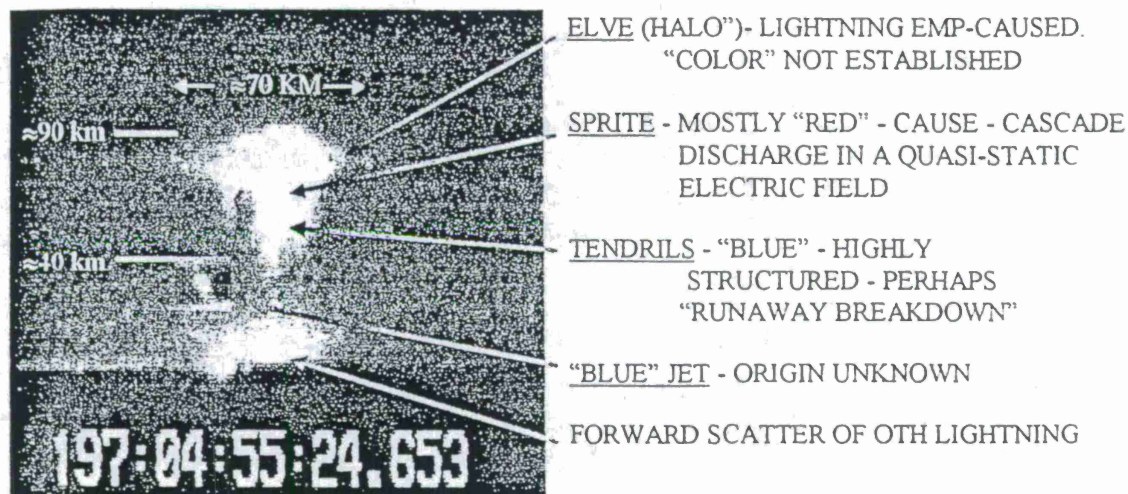 ELVE (HALO")- LIGHTNING EMP-CAUSED.
"COLOR" NOT ESTABLISHED
≈70 KM
≈90 km
SPRITE - MOSTLY "RED" - CAUSE - CASCADE
DISCHARGE IN A QUASI-STATIC
ELECTRIC FIELD
≈40 km
TENDRILS - "BLUE" - HIGHLY
STRUCTURED - PERHAPS
"RUNAWAY BREAKDOWN"
"BLUE" JET - ORIGIN UNKNOWN
FORWARD SCATTER OF OTH LIGHTNING
197:04:55:24.653